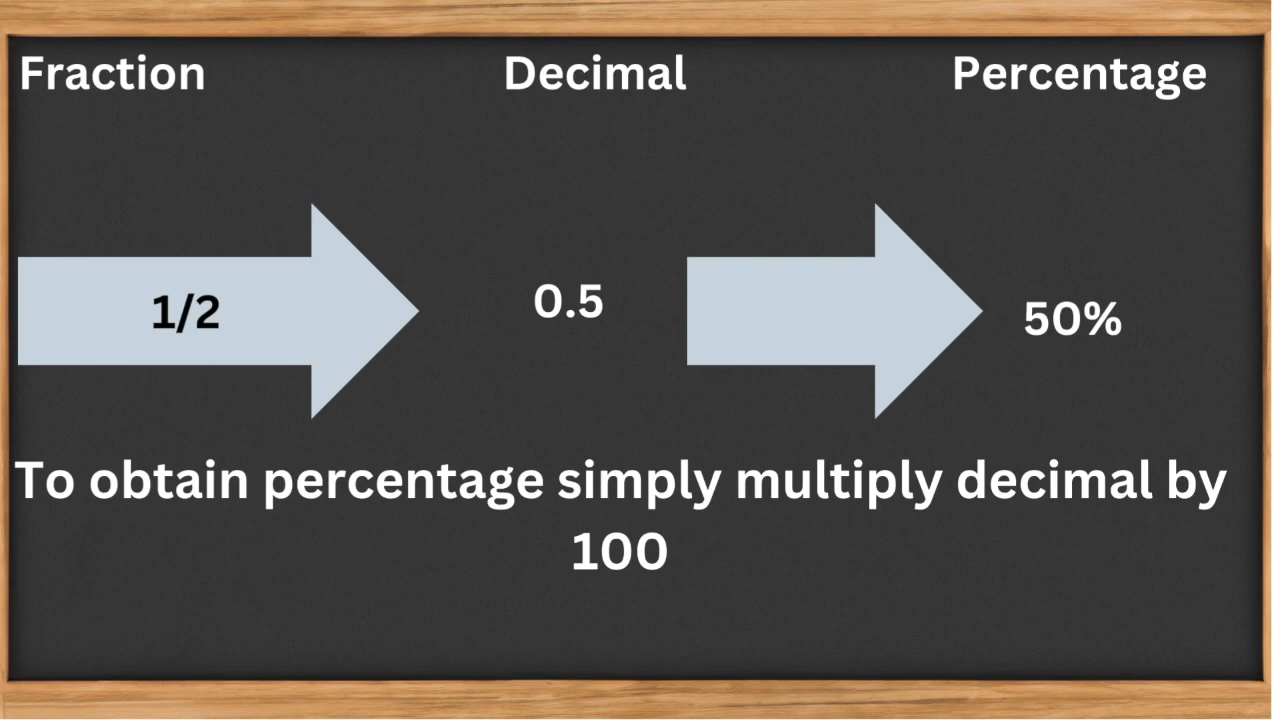 Fraction Decimal Percentage
1/2 0.5 50%
To obtain percentage simply multiply decimal by
100